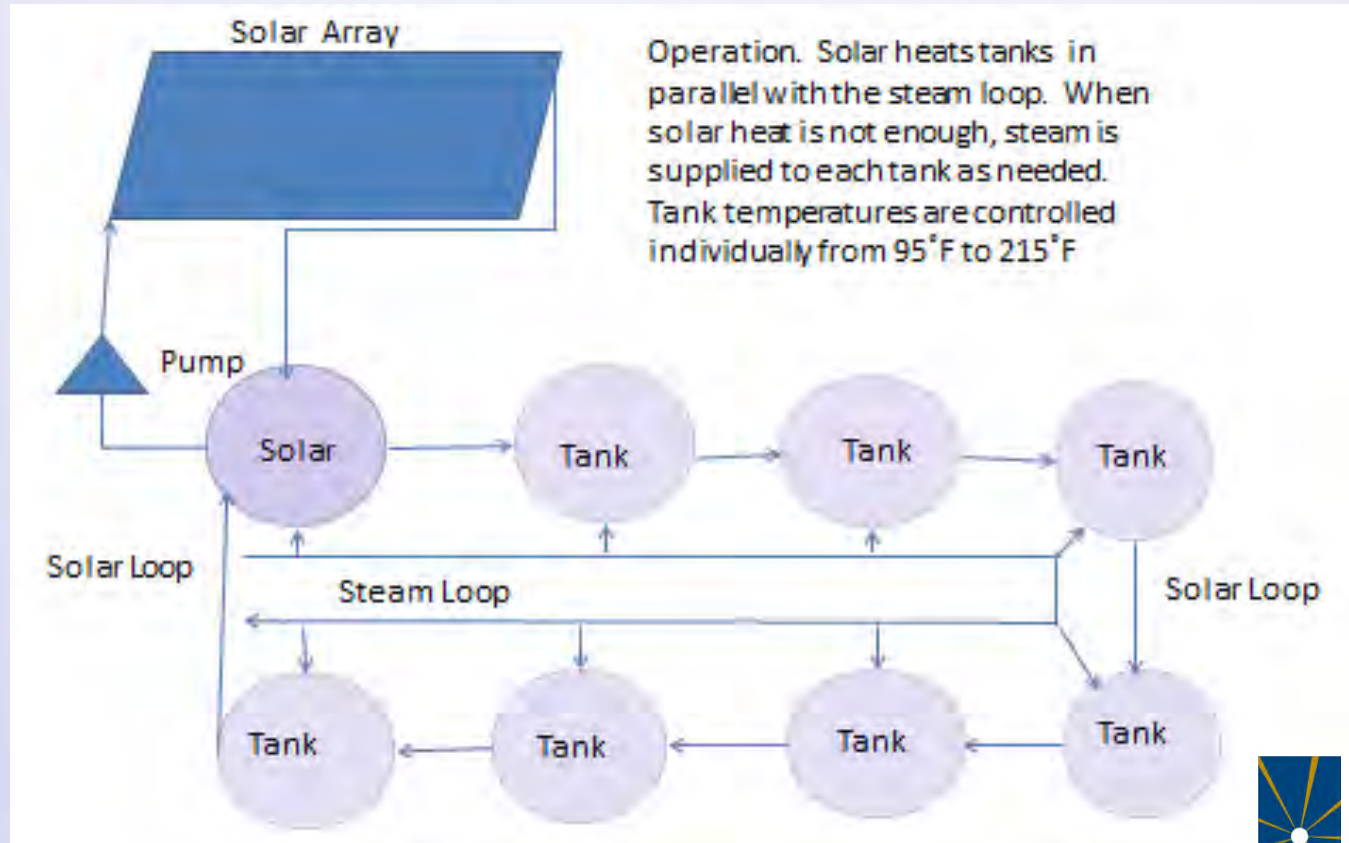 Solar Array
Operation. Solar heats tanks in
parallel with the steam loop. When
solar heat is not enough, steam is
supplied to each tank as needed.
Tank temperatures are controlled
individually from 95˚F to 215˚F
Pump
Solar
Tank
Tank
Tank
Solar Loop
Steam Loop
Solar Loop
Tank
Tank
Tank
Tank